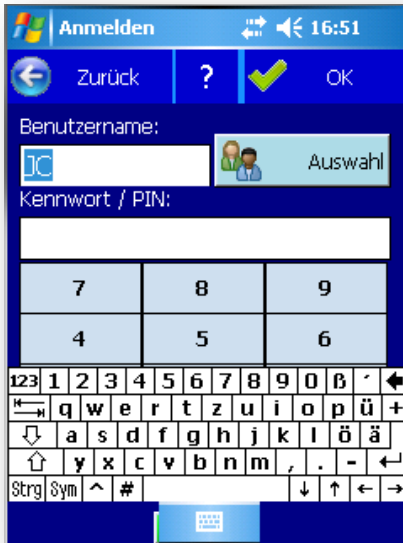 Anmelden 16:51
Zurück ? OK
Benutzername:
JC Auswahl
Kennwort / PIN:
7 8 9
4 5 6
123 1 2 3 4 5 6 7 8 9 0 ß ´
q w e r t z u i o p ü +
a s d f g h j k l ö ä
y x c v b n m , . -
Strg Sym ^ # ↓ ↑ ← →